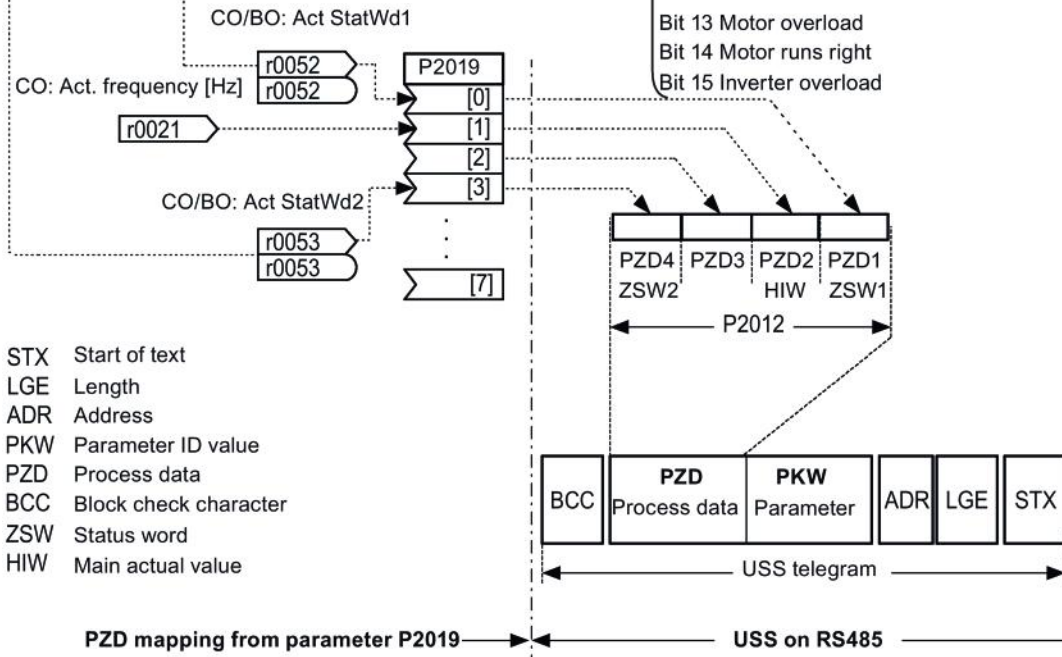 CO/BO: Act StatWd1
r0052
r0052
CO: Act. frequency [Hz]
r0021
CO/BO: Act StatWd2
r0053
r0053
P2019
[0]
[1]
[2]
[3]
[7]
Bit 13 Motor overload
Bit 14 Motor runs right
Bit 15 Inverter overload
PZD4 PZD3 PZD2 PZD1
ZSW2 HIW ZSW1
P2012
STX Start of text
LGE Length
ADR Address
PKW Parameter ID value
PZD Process data
BCC Block check character
ZSW Status word
HIW Main actual value
BCC
PZD
Process data
PKW
Parameter
ADR
LGE
STX
USS telegram
PZD mapping from parameter P2019
USS on RS485